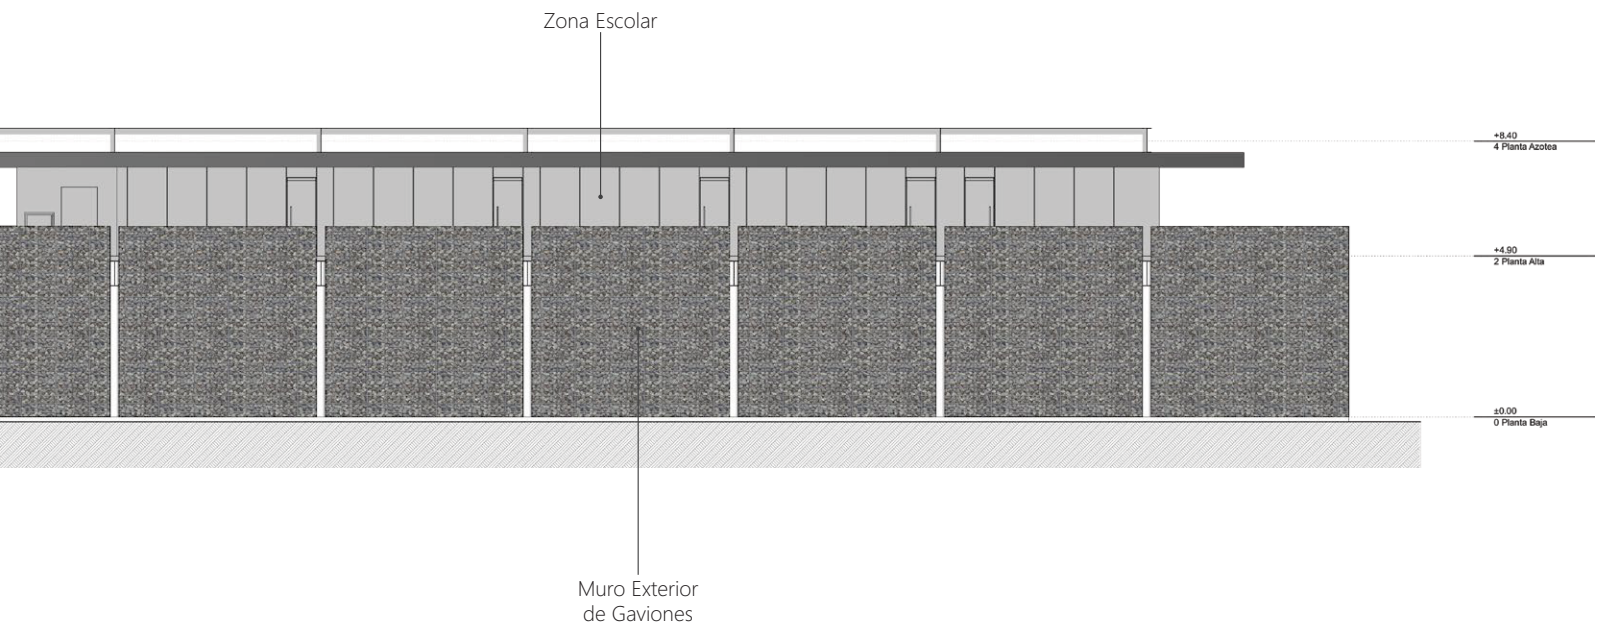 Zona Escolar
+8.40
4 Planta Azotea
+4.90
2 Planta Alta
±0.00
0 Planta Baja
Muro Exterior
de Gaviones